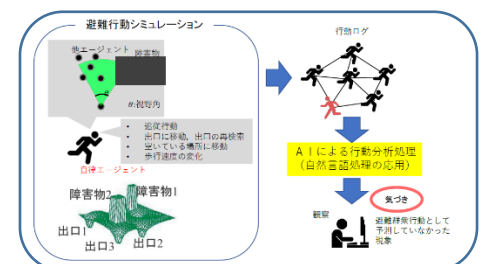 避難行動シミュレーション
他エージェント
障害物
θ
θ:視野角
• 追従行動
• 出口に移動，出口の再検索
• 空いている場所に移動
• 歩行速度の変化
自律エージェント
障害物2
障害物1
出口1
出口3
出口2
行動ログ
ＡＩによる行動分析処理
(自然言語処理の応用)
気づき
観察
避難群衆行動として
予測していなかった
現象